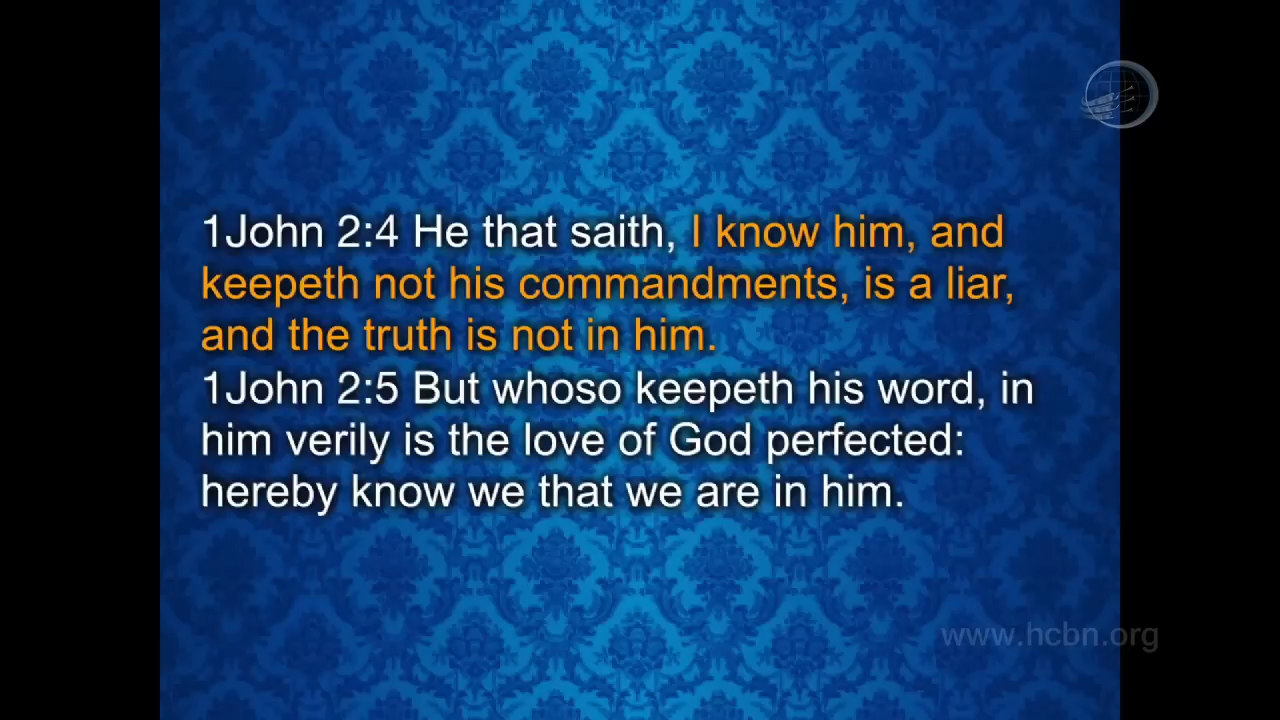 1John 2:4 He that saith, I know him, and
keepeth not his commandments, is a liar,
and the truth is not in him.
1John 2:5 But whoso keepeth his word, in
him verily is the love of God perfected:
hereby know we that we are in him.
www.hcbn.org